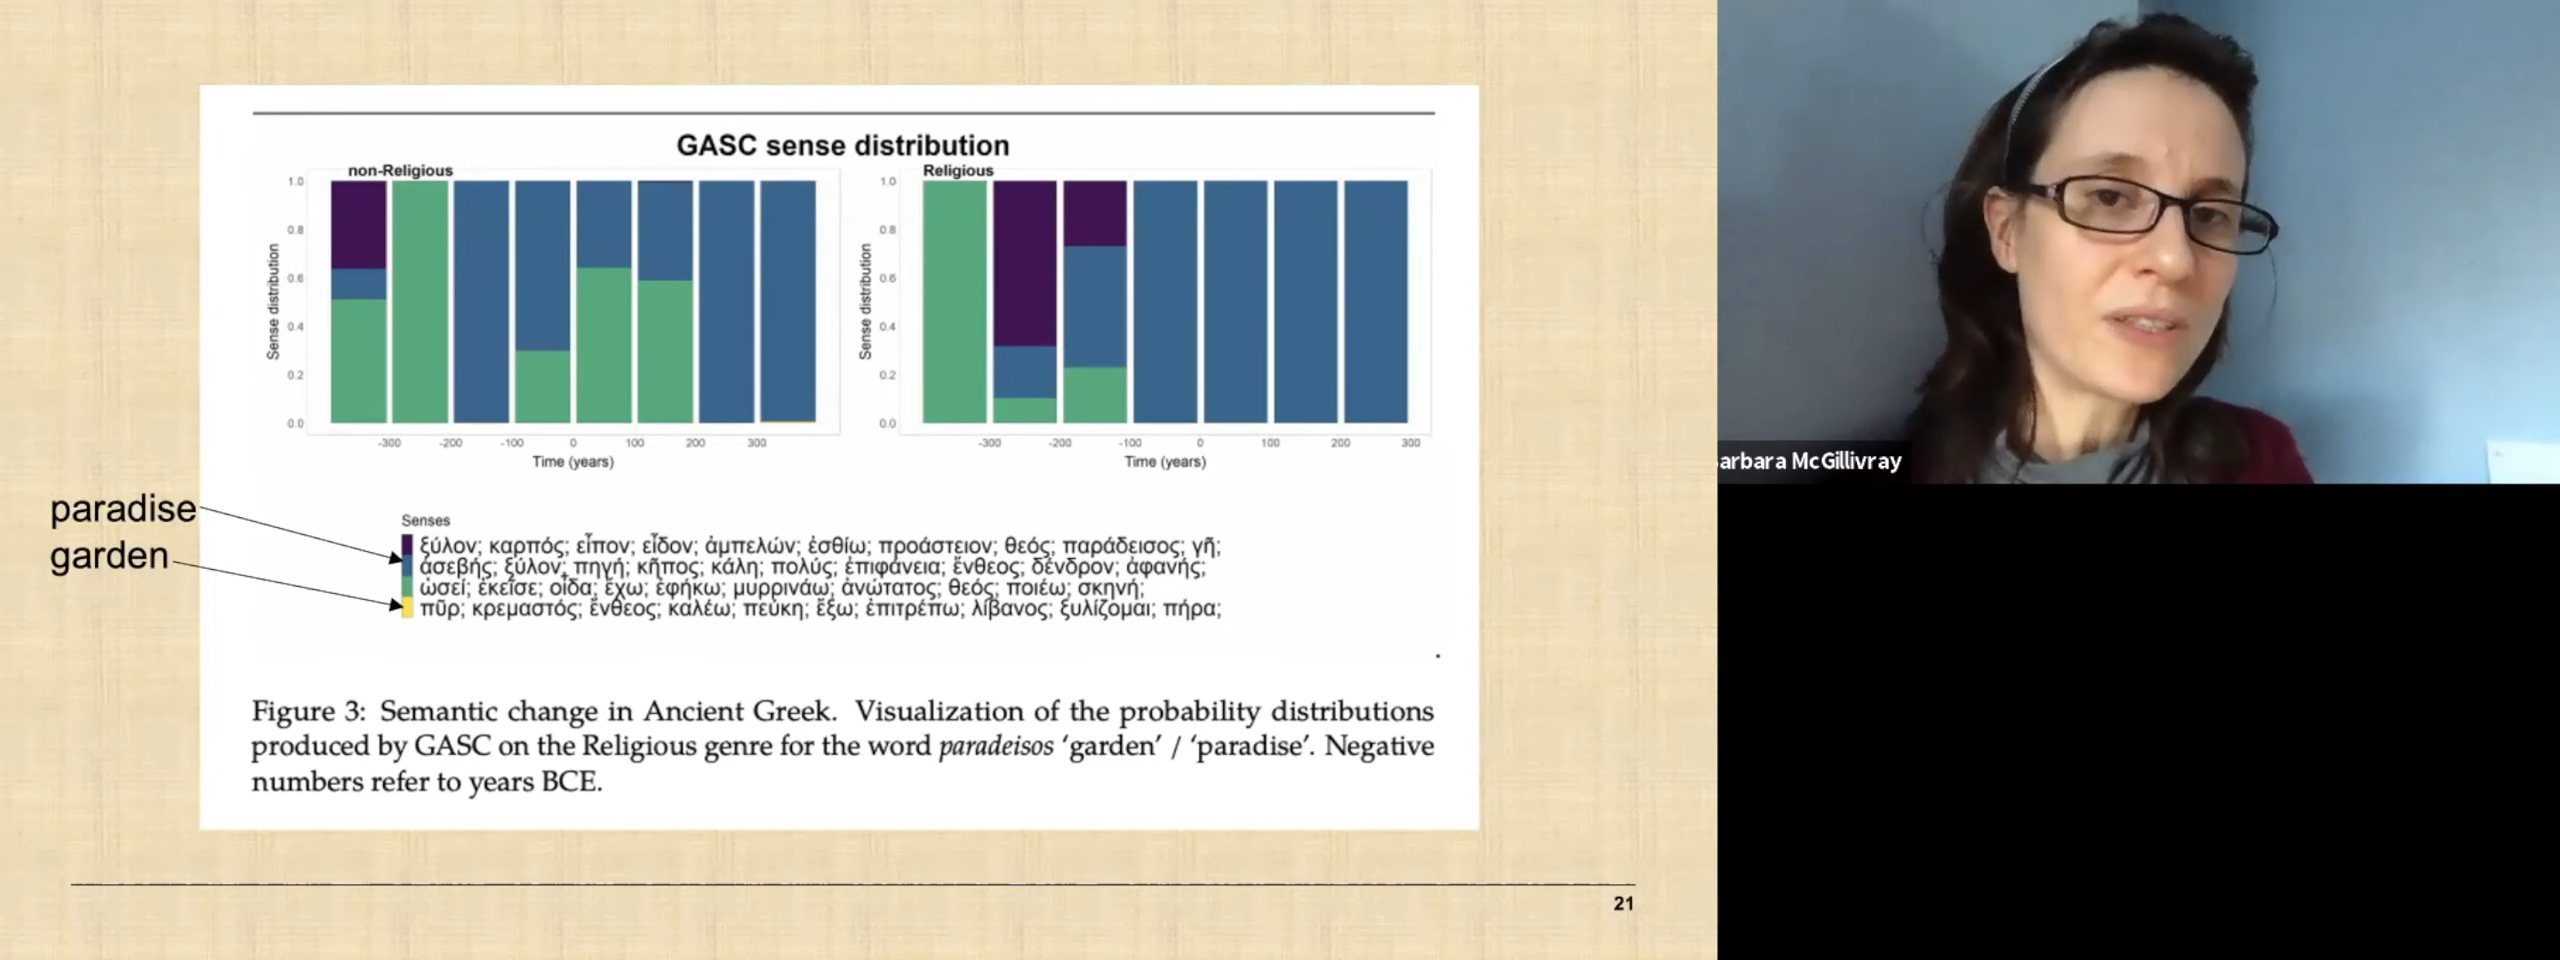 GASC sense distribution
non-Religious
Religious
Sense distribution
1.0
0.8
0.6
0.4
0.2
0.0
-300 -200 -100 0 100 200 300
Time (years)
Sense distribution
1.0
0.8
0.6
0.4
0.2
0.0
-300 -200 -100 0 100 200 300
Time (years)
paradise
garden
Senses
ξύλον; καρπός; εἶπον; εἶδον; ἀμπελών; ἐσθίω; προάστειον; θεός; παράδεισος; γῆ;
ἀσεβής; ξύλον; πηγή; κῆπος; κάλη; πολύς; ἐπιφάνεια; ἔνθεος; δένδρον; ἀφανής;
ὡσεί; ἐκεῖσε; οἶδα; ἔχω; ἐφήκω; μυρρινάω; ἀνώτατος; θεός; ποιέω; σκηνή;
πῦρ; κρεμαστός; ἔνθεος; καλέω; πεύκη; ἔξω; ἐπιτρέπω; λίβανος; ξυλίζομαι; πήρα;
Figure 3: Semantic change in Ancient Greek. Visualization of the probability distributions
produced by GASC on the Religious genre for the word paradeisos 'garden' / 'paradise'. Negative
numbers refer to years BCE.
21
arbara McGillivray